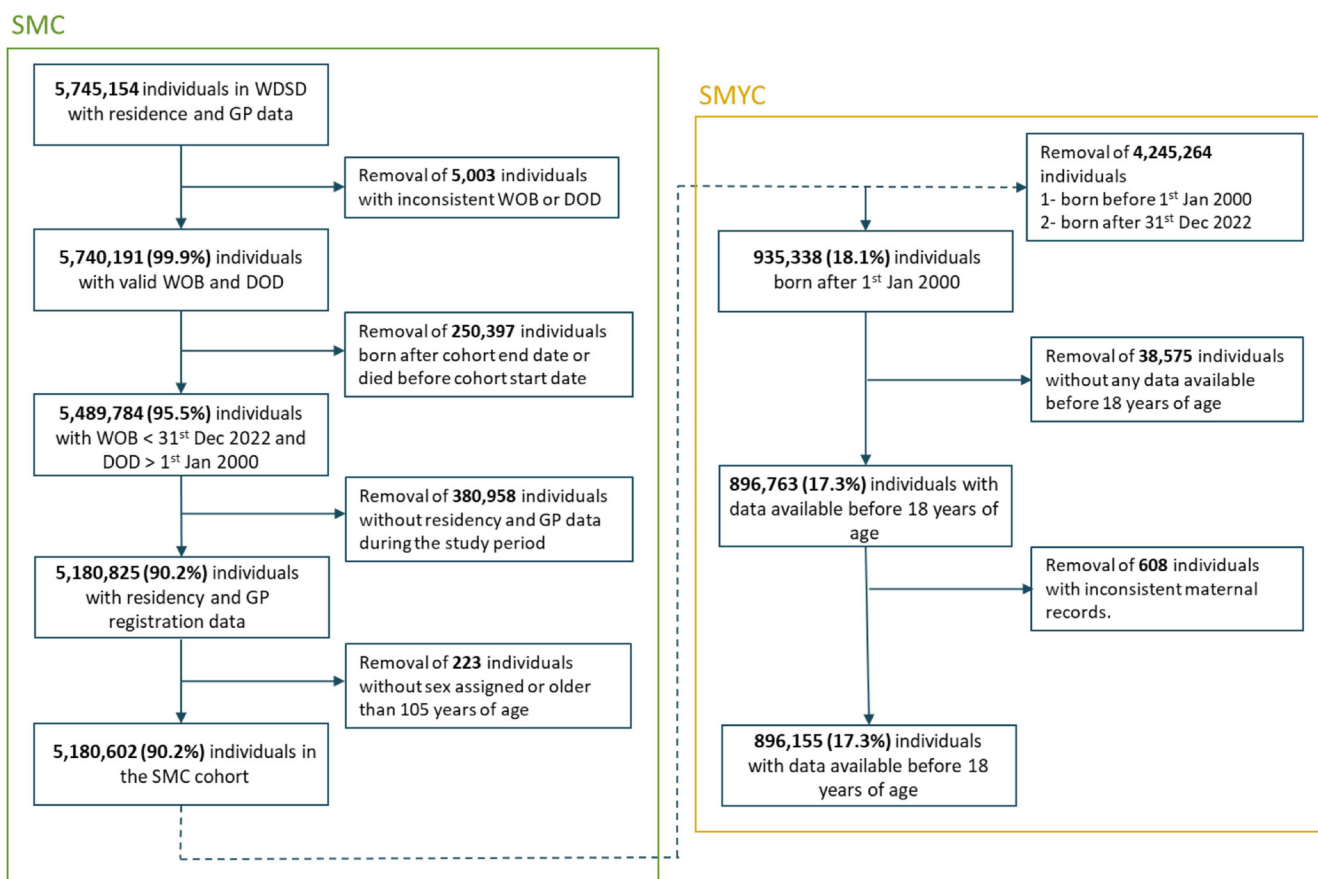 SMC
5,745,154 individuals in WDSD
with residence and GP data
Removal of 5,003 individuals
with inconsistent WOB or DOD
5,740,191 (99.9%) individuals
with valid WOB and DOD
Removal of 250,397 individuals
born after cohort end date or
died before cohort start date
5,489,784 (95.5%) individuals
with WOB < 31st Dec 2022 and
DOD > 1st Jan 2000
Removal of 380,958 individuals
without residency and GP data
during the study period
5,180,825 (90.2%) individuals
with residency and GP
registration data
Removal of 223 individuals
without sex assigned or older
than 105 years of age
5,180,602 (90.2%) individuals in
the SMC cohort
SMYC
Removal of 4,245,264
individuals
1- born before 1st Jan 2000
2- born after 31st Dec 2022
935,338 (18.1%) individuals
born after 1st Jan 2000
Removal of 38,575 individuals
without any data available
before 18 years of age
896,763 (17.3%) individuals with
data available before 18 years of
age
Removal of 608 individuals
with inconsistent maternal
records.
896,155 (17.3%) individuals
with data available before 18
years of age